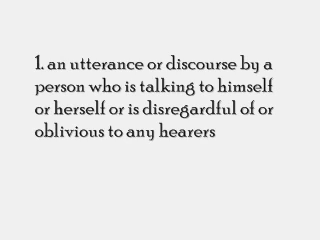 1. an utterance or discourse by a
person who is talking to himself
or herself or is disregardful of or
oblivious to any hearers